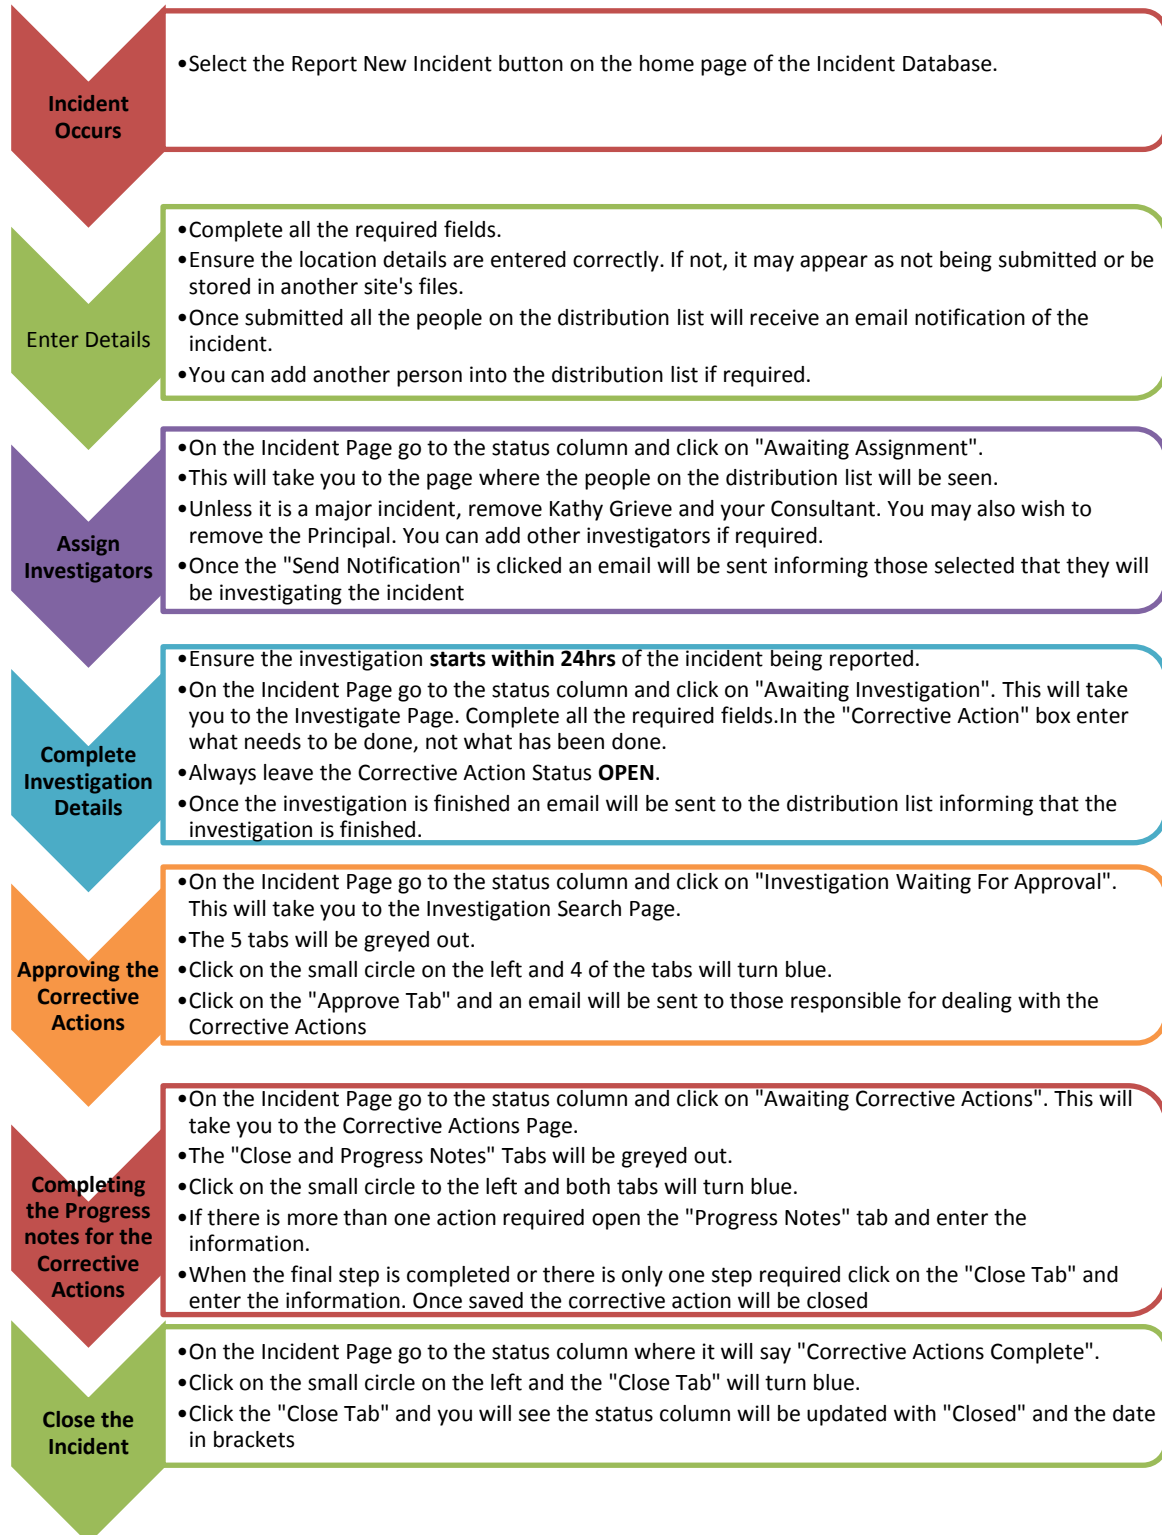 Incident
Occurs
•Select the Report New Incident button on the home page of the Incident Database.
Enter Details
•Complete all the required fields.
•Ensure the location details are entered correctly. If not, it may appear as not being submitted or be
stored in another site's files.
•Once submitted all the people on the distribution list will receive an email notification of the
incident.
•You can add another person into the distribution list if required.
Assign
Investigators
•On the Incident Page go to the status column and click on "Awaiting Assignment".
•This will take you to the page where the people on the distribution list will be seen.
•Unless it is a major incident, remove Kathy Grieve and your Consultant. You may also wish to
remove the Principal. You can add other investigators if required.
•Once the "Send Notification" is clicked an email will be sent informing those selected that they will
be investigating the incident
Complete
Investigation
Details
•Ensure the investigation starts within 24hrs of the incident being reported.
•On the Incident Page go to the status column and click on "Awaiting Investigation". This will take
you to the Investigate Page. Complete all the required fields.In the "Corrective Action" box enter
what needs to be done, not what has been done.
•Always leave the Corrective Action Status OPEN.
•Once the investigation is finished an email will be sent to the distribution list informing that the
investigation is finished.
Approving the
Corrective
Actions
•On the Incident Page go to the status column and click on "Investigation Waiting For Approval".
This will take you to the Investigation Search Page.
•The 5 tabs will be greyed out.
•Click on the small circle on the left and 4 of the tabs will turn blue.
•Click on the "Approve Tab" and an email will be sent to those responsible for dealing with the
Corrective Actions
Completing
the Progress
notes for the
Corrective
Actions
•On the Incident Page go to the status column and click on "Awaiting Corrective Actions". This will
take you to the Corrective Actions Page.
•The "Close and Progress Notes" Tabs will be greyed out.
•Click on the small circle to the left and both tabs will turn blue.
•If there is more than one action required open the "Progress Notes" tab and enter the
information.
•When the final step is completed or there is only one step required click on the "Close Tab" and
enter the information. Once saved the corrective action will be closed
Close the
Incident
•On the Incident Page go to the status column where it will say "Corrective Actions Complete".
•Click on the small circle on the left and the "Close Tab" will turn blue.
•Click the "Close Tab" and you will see the status column will be updated with "Closed" and the date
in brackets